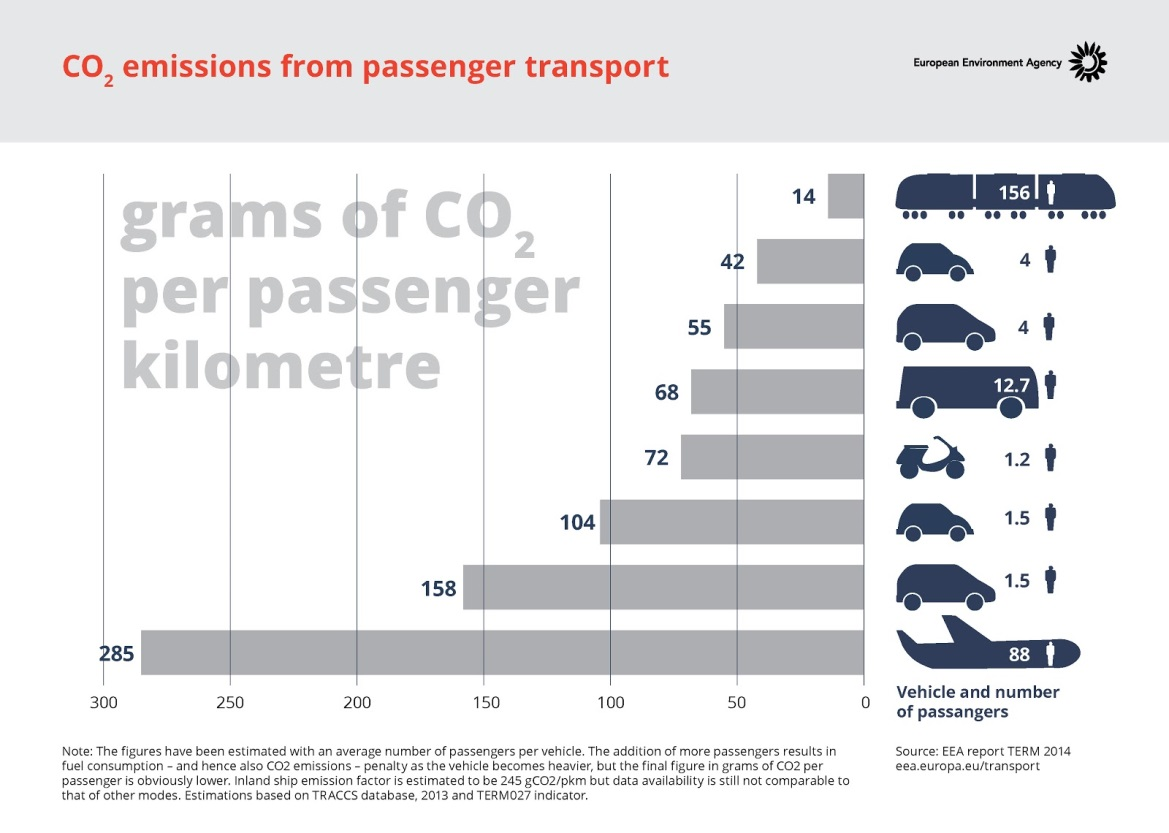 CO2 emissions from passenger transport
European Environment Agency
grams of CO2
per passenger
kilometre
14
156
42
4
55
4
68
12.7
72
1.2
104
1.5
158
1.5
285
88
300
250
200
150
100
50
0
Vehicle and number
of passangers
Note: The figures have been estimated with an average number of passengers per vehicle. The addition of more passengers results in
fuel consumption – and hence also CO2 emissions – penalty as the vehicle becomes heavier, but the final figure in grams of CO2 per
passenger is obviously lower. Inland ship emission factor is estimated to be 245 gCO2/pkm but data availability is still not comparable to
that of other modes. Estimations based on TRACCS database, 2013 and TERM027 indicator.
Source: EEA report TERM 2014
eea.europa.eu/transport